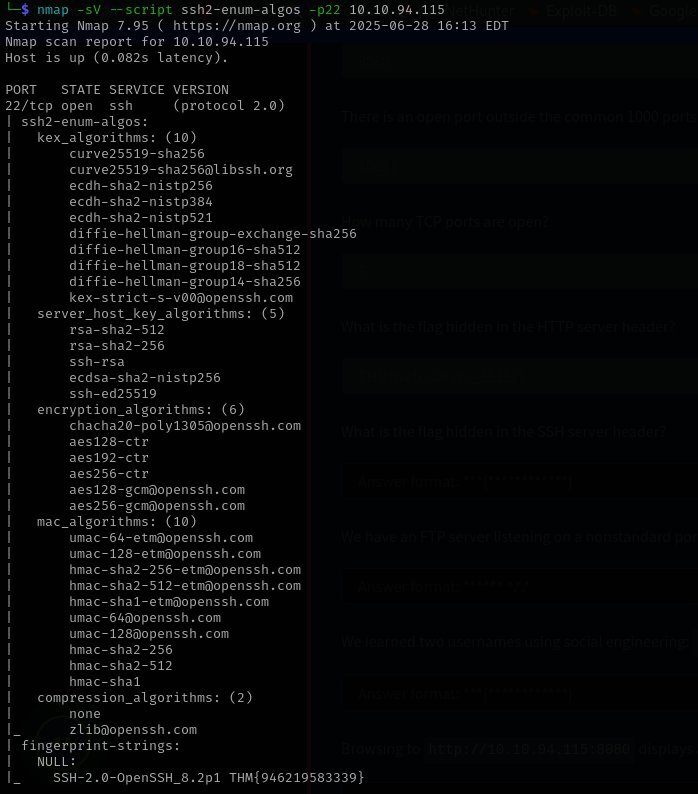 └─$ nmap -sV --script ssh2-enum-algos -p22 10.10.94.115
Starting Nmap 7.95 ( https://nmap.org ) at 2025-06-28 16:13 EDT
Nmap scan report for 10.10.94.115
Host is up (0.082s latency).

PORT   STATE SERVICE VERSION
22/tcp open  ssh     (protocol 2.0)
| ssh2-enum-algos:
|   kex_algorithms: (10)
|       curve25519-sha256
|       curve25519-sha256@libssh.org
|       ecdh-sha2-nistp256
|       ecdh-sha2-nistp384
|       ecdh-sha2-nistp521
|       diffie-hellman-group-exchange-sha256
|       diffie-hellman-group16-sha512
|       diffie-hellman-group18-sha512
|       diffie-hellman-group14-sha256
|       kex-strict-s-v00@openssh.com
|   server_host_key_algorithms: (5)
|       rsa-sha2-512
|       rsa-sha2-256
|       ssh-rsa
|       ecdsa-sha2-nistp256
|       ssh-ed25519
|   encryption_algorithms: (6)
|       chacha20-poly1305@openssh.com
|       aes128-ctr
|       aes192-ctr
|       aes256-ctr
|       aes128-gcm@openssh.com
|       aes256-gcm@openssh.com
|   mac_algorithms: (10)
|       umac-64-etm@openssh.com
|       umac-128-etm@openssh.com
|       hmac-sha2-256-etm@openssh.com
|       hmac-sha2-512-etm@openssh.com
|       hmac-sha1-etm@openssh.com
|       umac-64@openssh.com
|       umac-128@openssh.com
|       hmac-sha2-256
|       hmac-sha2-512
|       hmac-sha1
|   compression_algorithms: (2)
|       none
|_      zlib@openssh.com
| fingerprint-strings:
|   NULL:
|_    SSH-2.0-OpenSSH_8.2p1 THM{946219583339}
Exploit-DB Google
There is an open port outside the common 1000 ports
How many TCP ports are open?
What is the flag hidden in the HTTP server header?
What is the flag hidden in the SSH server header?
Answer format:
We have an FTP server listening on a nonstandard por
Answer format:
We learned two usernames using social engineering:
Answer format:
Browsing to http://10.10.94.115:8080 displays